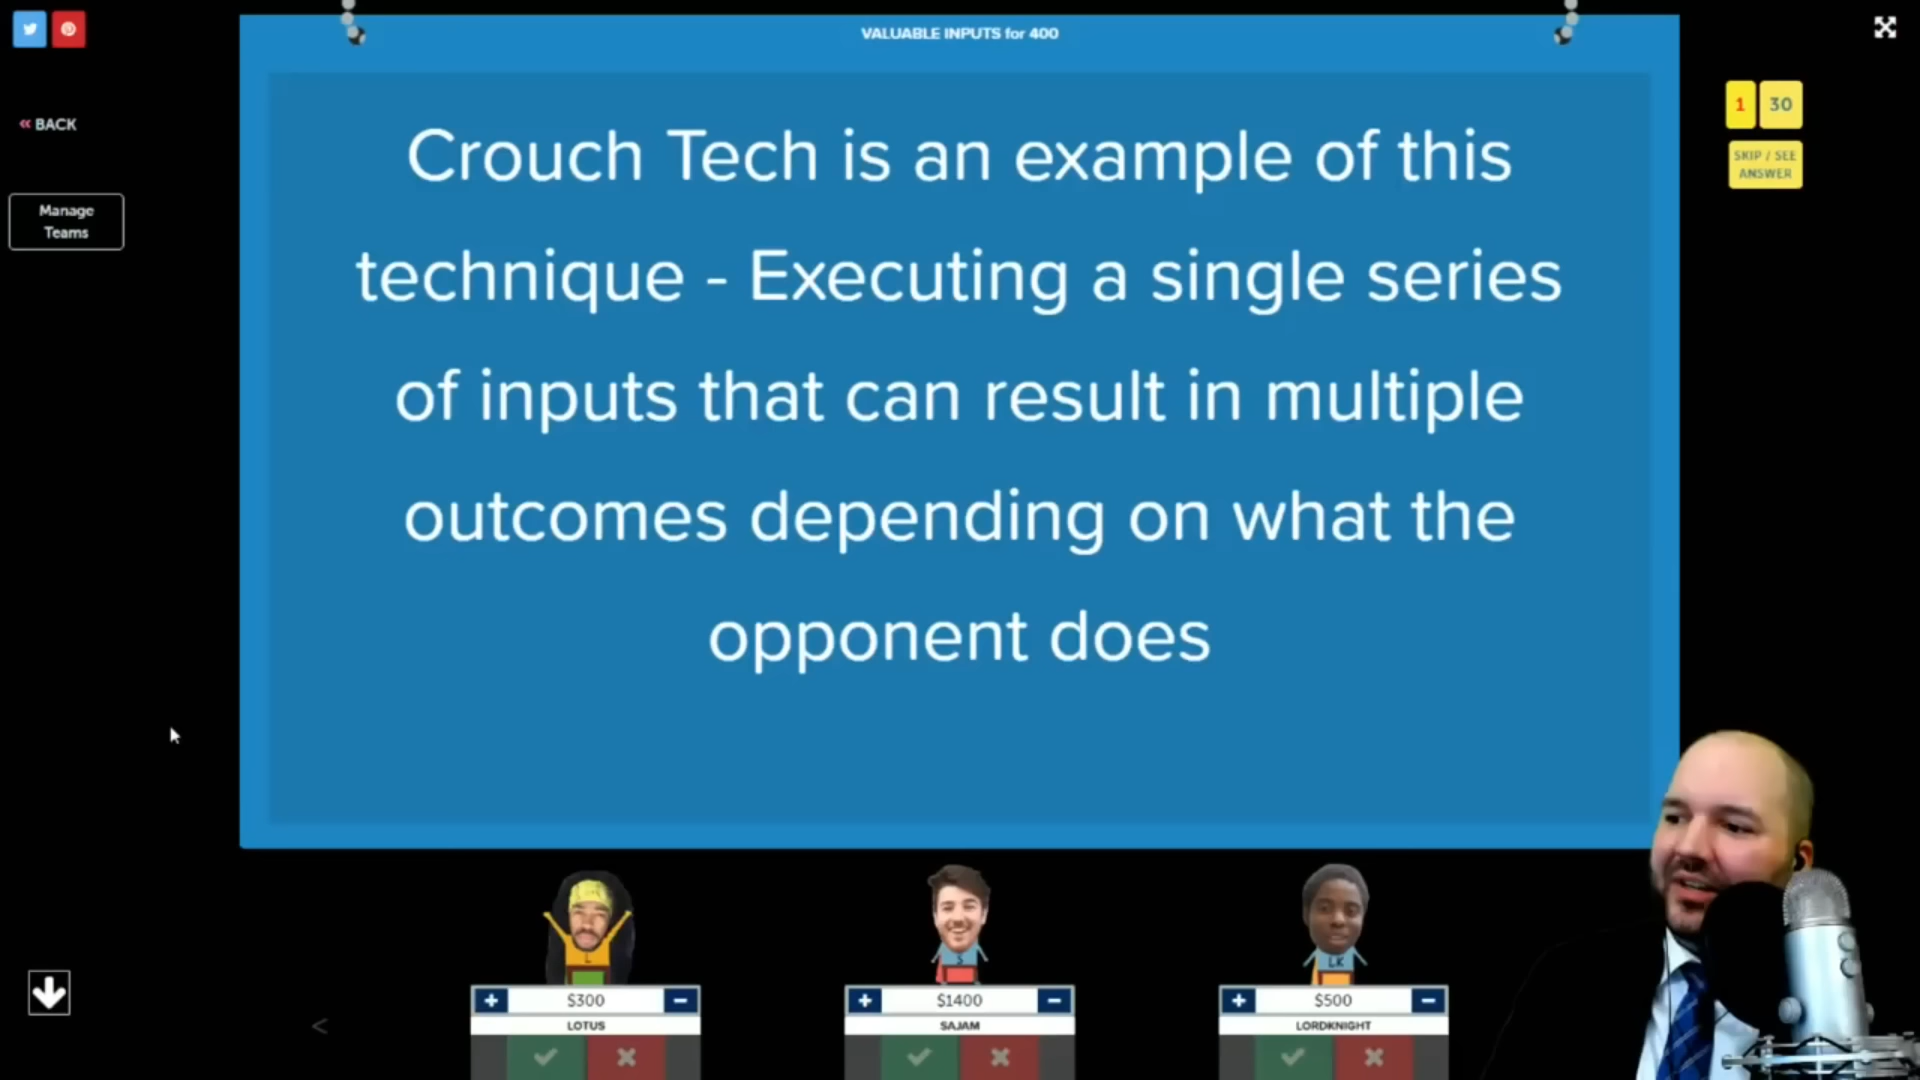 VALUABLE INPUTS for 400
« BACK
Manage
Teams
1 30
SKIP / SEE
ANSWER
Crouch Tech is an example of this
technique - Executing a single series
of inputs that can result in multiple
outcomes depending on what the
opponent does
L
S
LK
+ $300 −
+ $1400 −
+ $500 −
LOTUS
SAJAM
LORDKNIGHT